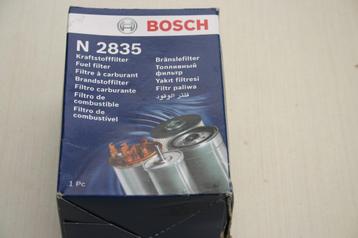 BOSCH
N 2835
Kraftstofffilter
Fuel filter
Filtre à carburant
Brandstoffilter
Filtro carburante
Filtro de
combustible
Filtro de
combustível
Bränslefilter
Топливный
фильтр
Yakıt filtresi
Filtr paliwa
فلتر الوقود
1 Pc